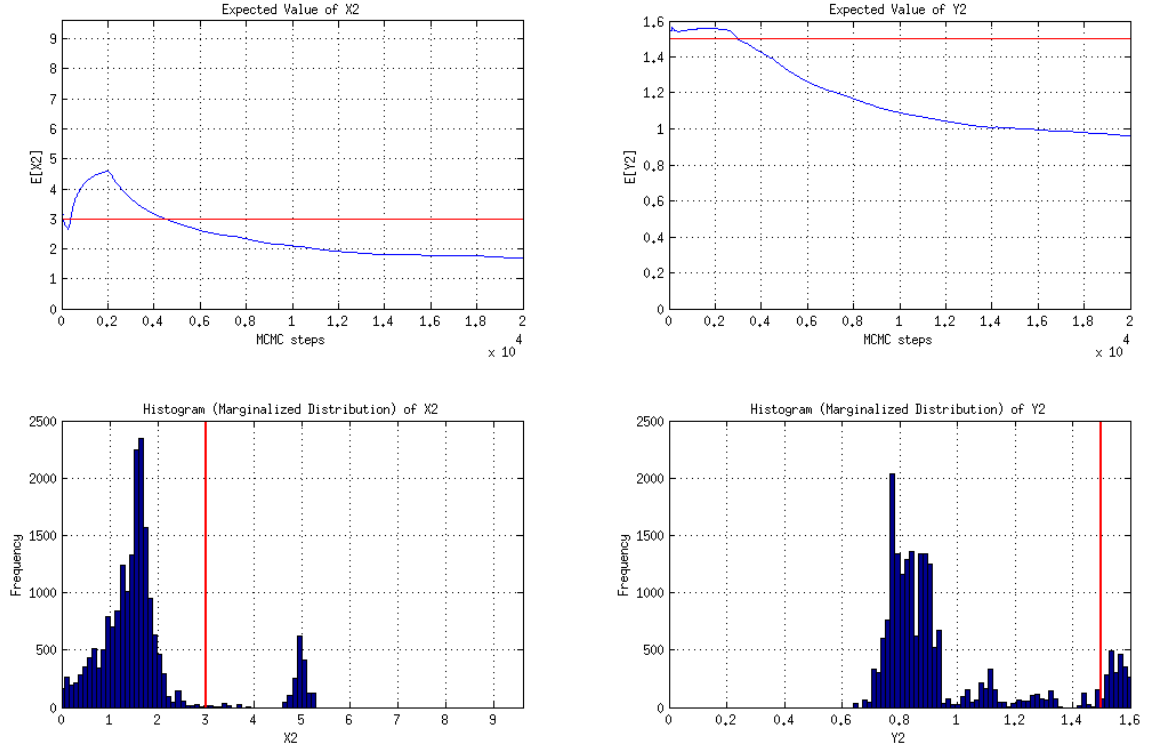 Expected Value of X2
9
8
7
6
5
4
3
2
1
0
E[X2]
0 0.2 0.4 0.6 0.8 1 1.2 1.4 1.6 1.8 2
MCMC steps
x 10
4
Expected Value of Y2
1.6
1.4
1.2
1
0.8
0.6
0.4
0.2
0
E[Y2]
0 0.2 0.4 0.6 0.8 1 1.2 1.4 1.6 1.8 2
MCMC steps
x 10
4
Histogram (Marginalized Distribution) of X2
2500
2000
1500
1000
500
0
Frequency
0 1 2 3 4 5 6 7 8 9
X2
Histogram (Marginalized Distribution) of Y2
2500
2000
1500
1000
500
0
Frequency
0 0.2 0.4 0.6 0.8 1 1.2 1.4 1.6
Y2